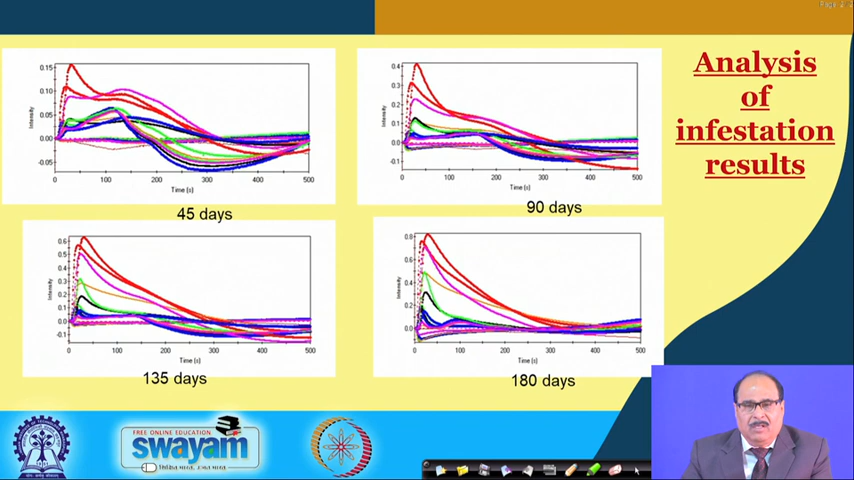 Analysis
of
infestation
results
0.15
0.10
0.05
0.00
-0.05
Intensity
0 100 200 300 400 500
Time (s)
45 days
0.4
0.3
0.2
0.1
0.0
-0.1
Intensity
0 100 200 300 400 500
Time (s)
90 days
0.6
0.5
0.4
0.3
0.2
0.1
0.0
-0.1
Intensity
0 100 200 300 400 500
Time (s)
135 days
0.8
0.6
0.4
0.2
0.0
Intensity
0 100 200 300 400 500
Time (s)
180 days
FREE ONLINE EDUCATION
swayam